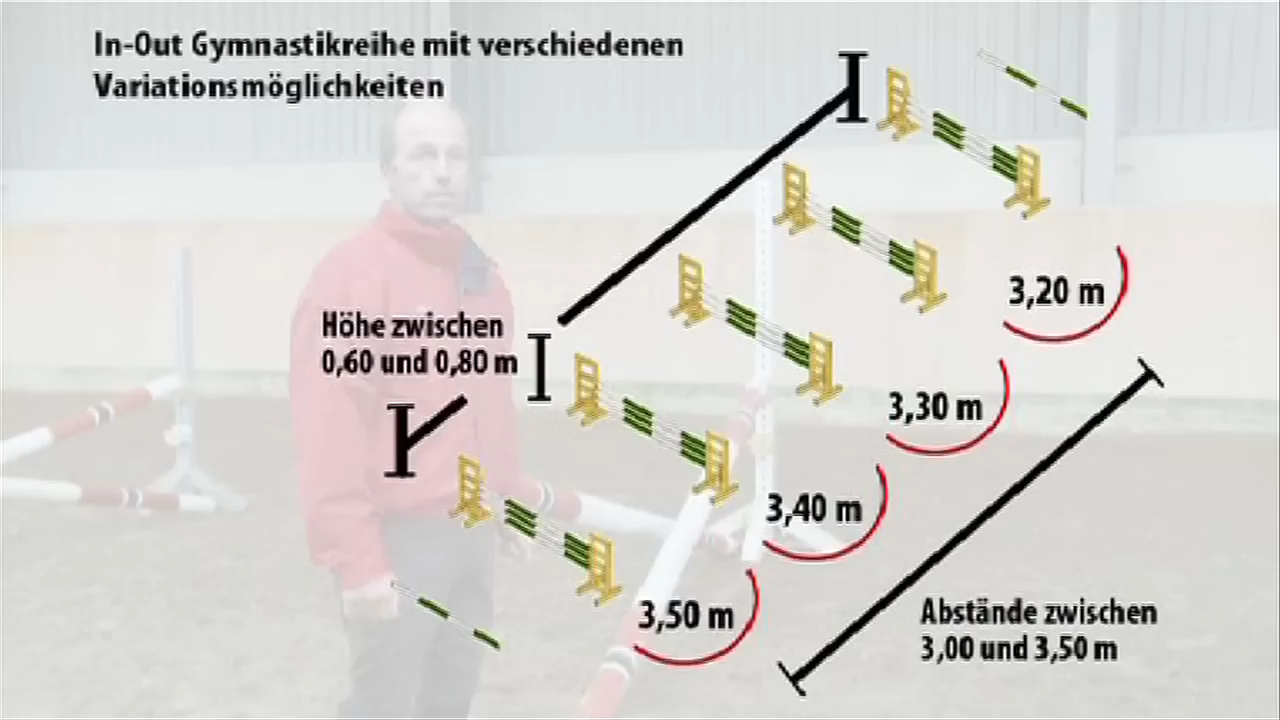 In-Out Gymnastikreihe mit verschiedenen
Variationsmöglichkeiten
3,20 m
Höhe zwischen
0,60 und 0,80 m
3,30 m
3,40 m
3,50 m
Abstände zwischen
3,00 und 3,50 m